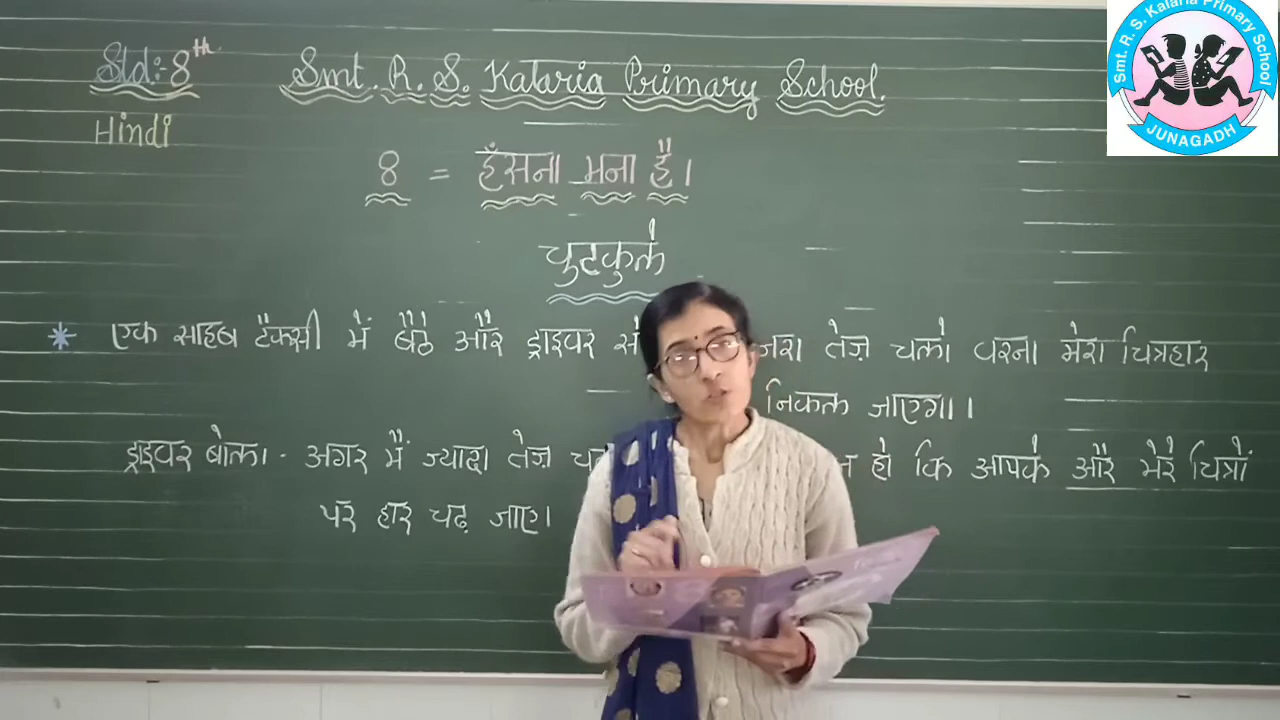 Std:- 8th
Smt. R. S. Kalaria Primary School.
Hindi
8 = हँसना मना है।
चुटकुले
* एक साहब टैक्सी में बैठे और ड्राइवर से जरा तेज़ चलो वरना मेरा चित्रहार
निकल जाएगा।
ड्राइवर बोला - अगर मैं ज्यादा तेज़ हो कि आपके और मेरे चित्रों
पर हार चढ़ जाए।
Smt. R. S. Kalaria Primary School
JUNAGADH